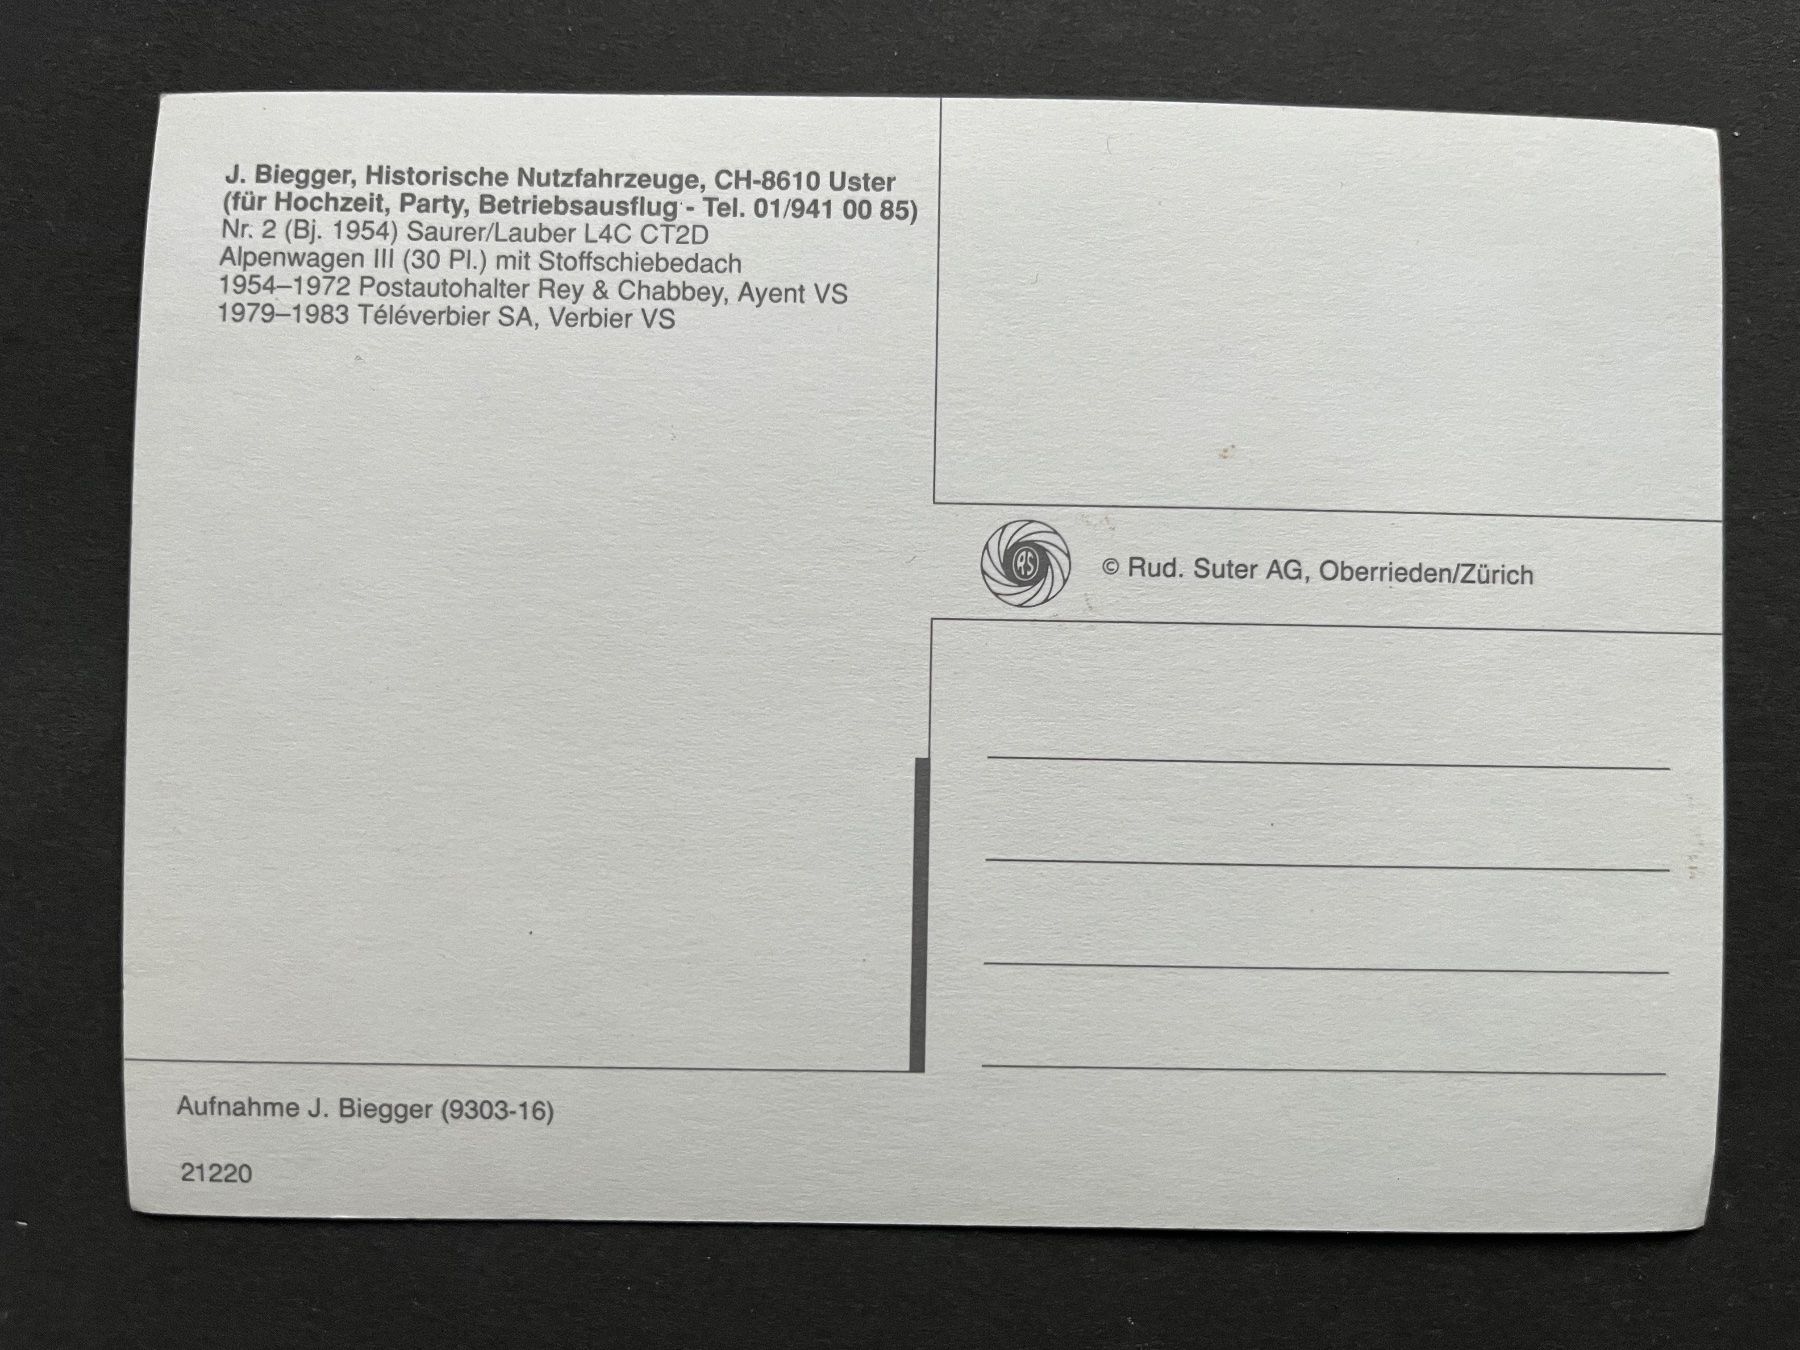 J. Biegger, Historische Nutzfahrzeuge, CH-8610 Uster
(für Hochzeit, Party, Betriebsausflug - Tel. 01/941 00 85)
Nr. 2 (Bj. 1954) Saurer/Lauber L4C CT2D
Alpenwagen III (30 Pl.) mit Stoffschiebedach
1954–1972 Postautohalter Rey & Chabbey, Ayent VS
1979–1983 Téléverbier SA, Verbier VS
RS
© Rud. Suter AG, Oberrieden/Zürich
Aufnahme J. Biegger (9303-16)
21220